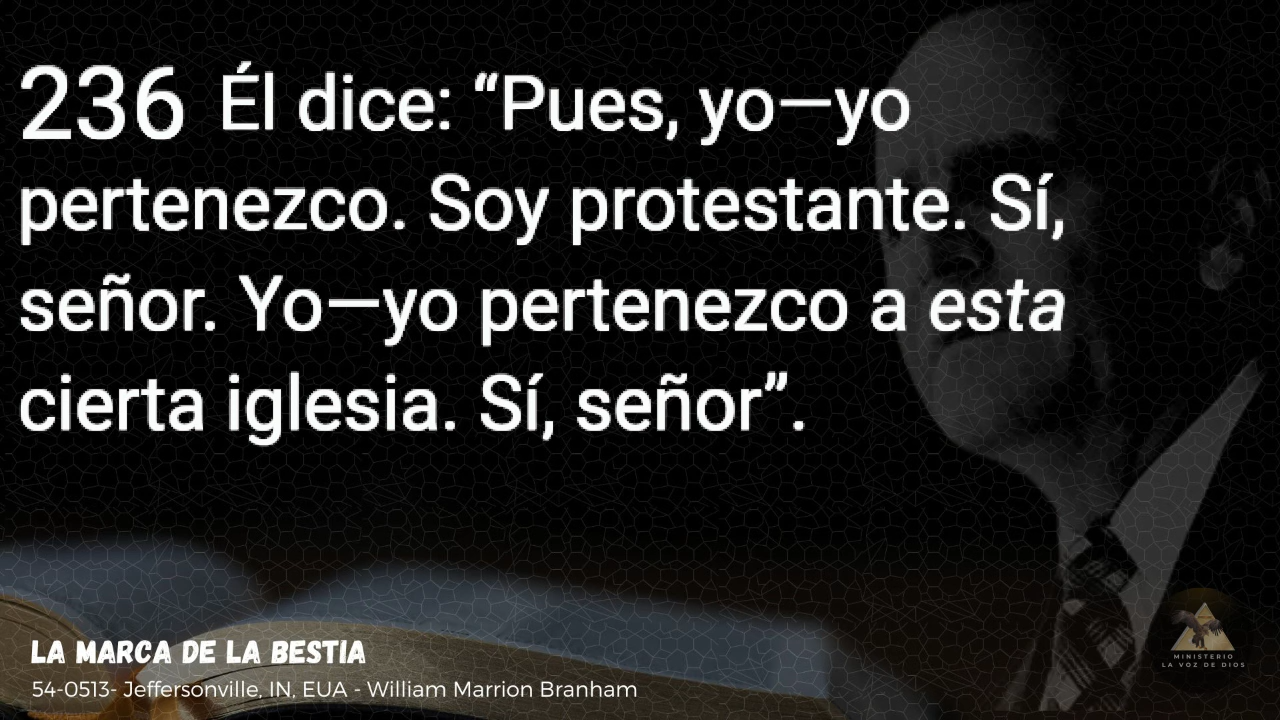 236 Él dice: “Pues, yo—yo
pertenezco. Soy protestante. Sí,
señor. Yo—yo pertenezco a esta
cierta iglesia. Sí, señor”.
LA MARCA DE LA BESTIA
54-0513- Jeffersonville, IN, EUA - William Marrion Branham
MINISTERIO
LA VOZ DE DIOS